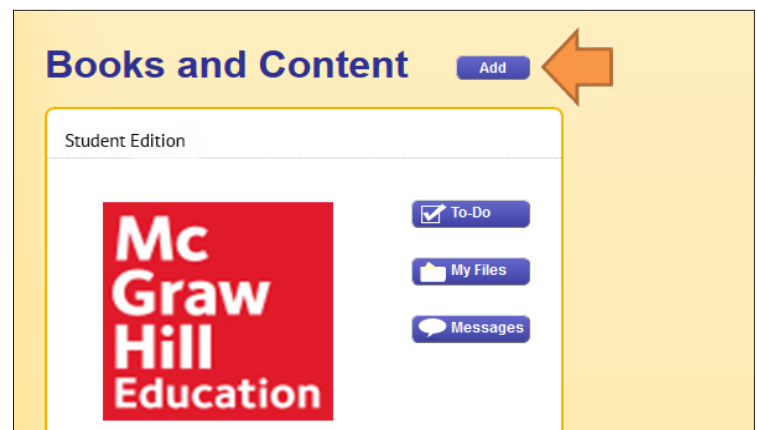 Books and Content
Add
Student Edition
To-Do
My Files
Messages
Mc
Graw
Hill
Education